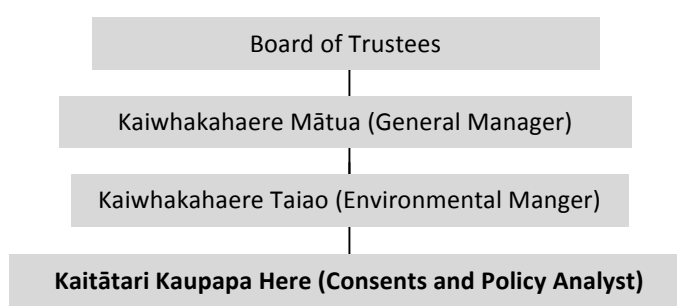 Board of Trustees
Kaiwhakahaere Mātua (General Manager)
Kaiwhakahaere Taiao (Environmental Manger)
Kaitātari Kaupapa Here (Consents and Policy Analyst)